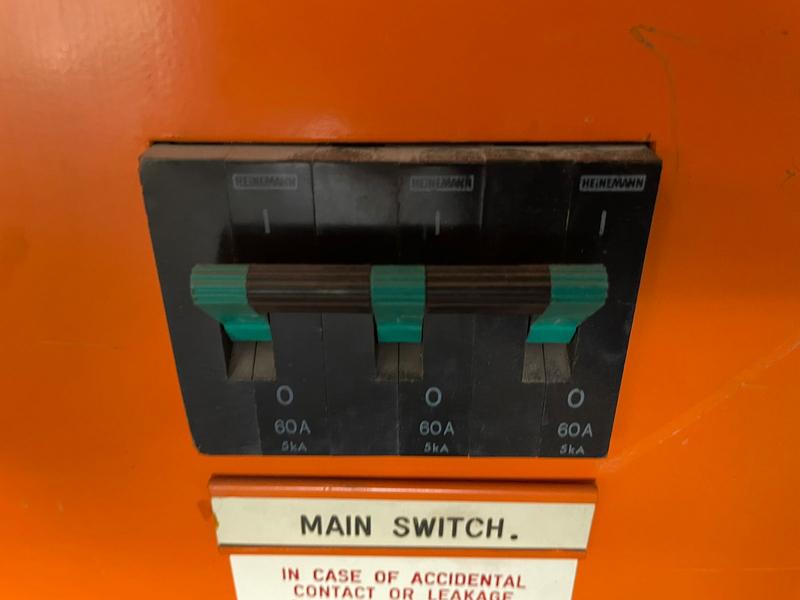 HEINEMANN HEINEMANN HEINEMANN
I I I
O O O
60A 60A 60A
5kA 5kA 5kA
MAIN SWITCH.
IN CASE OF ACCIDENTAL
CONTACT OR LEAKAGE